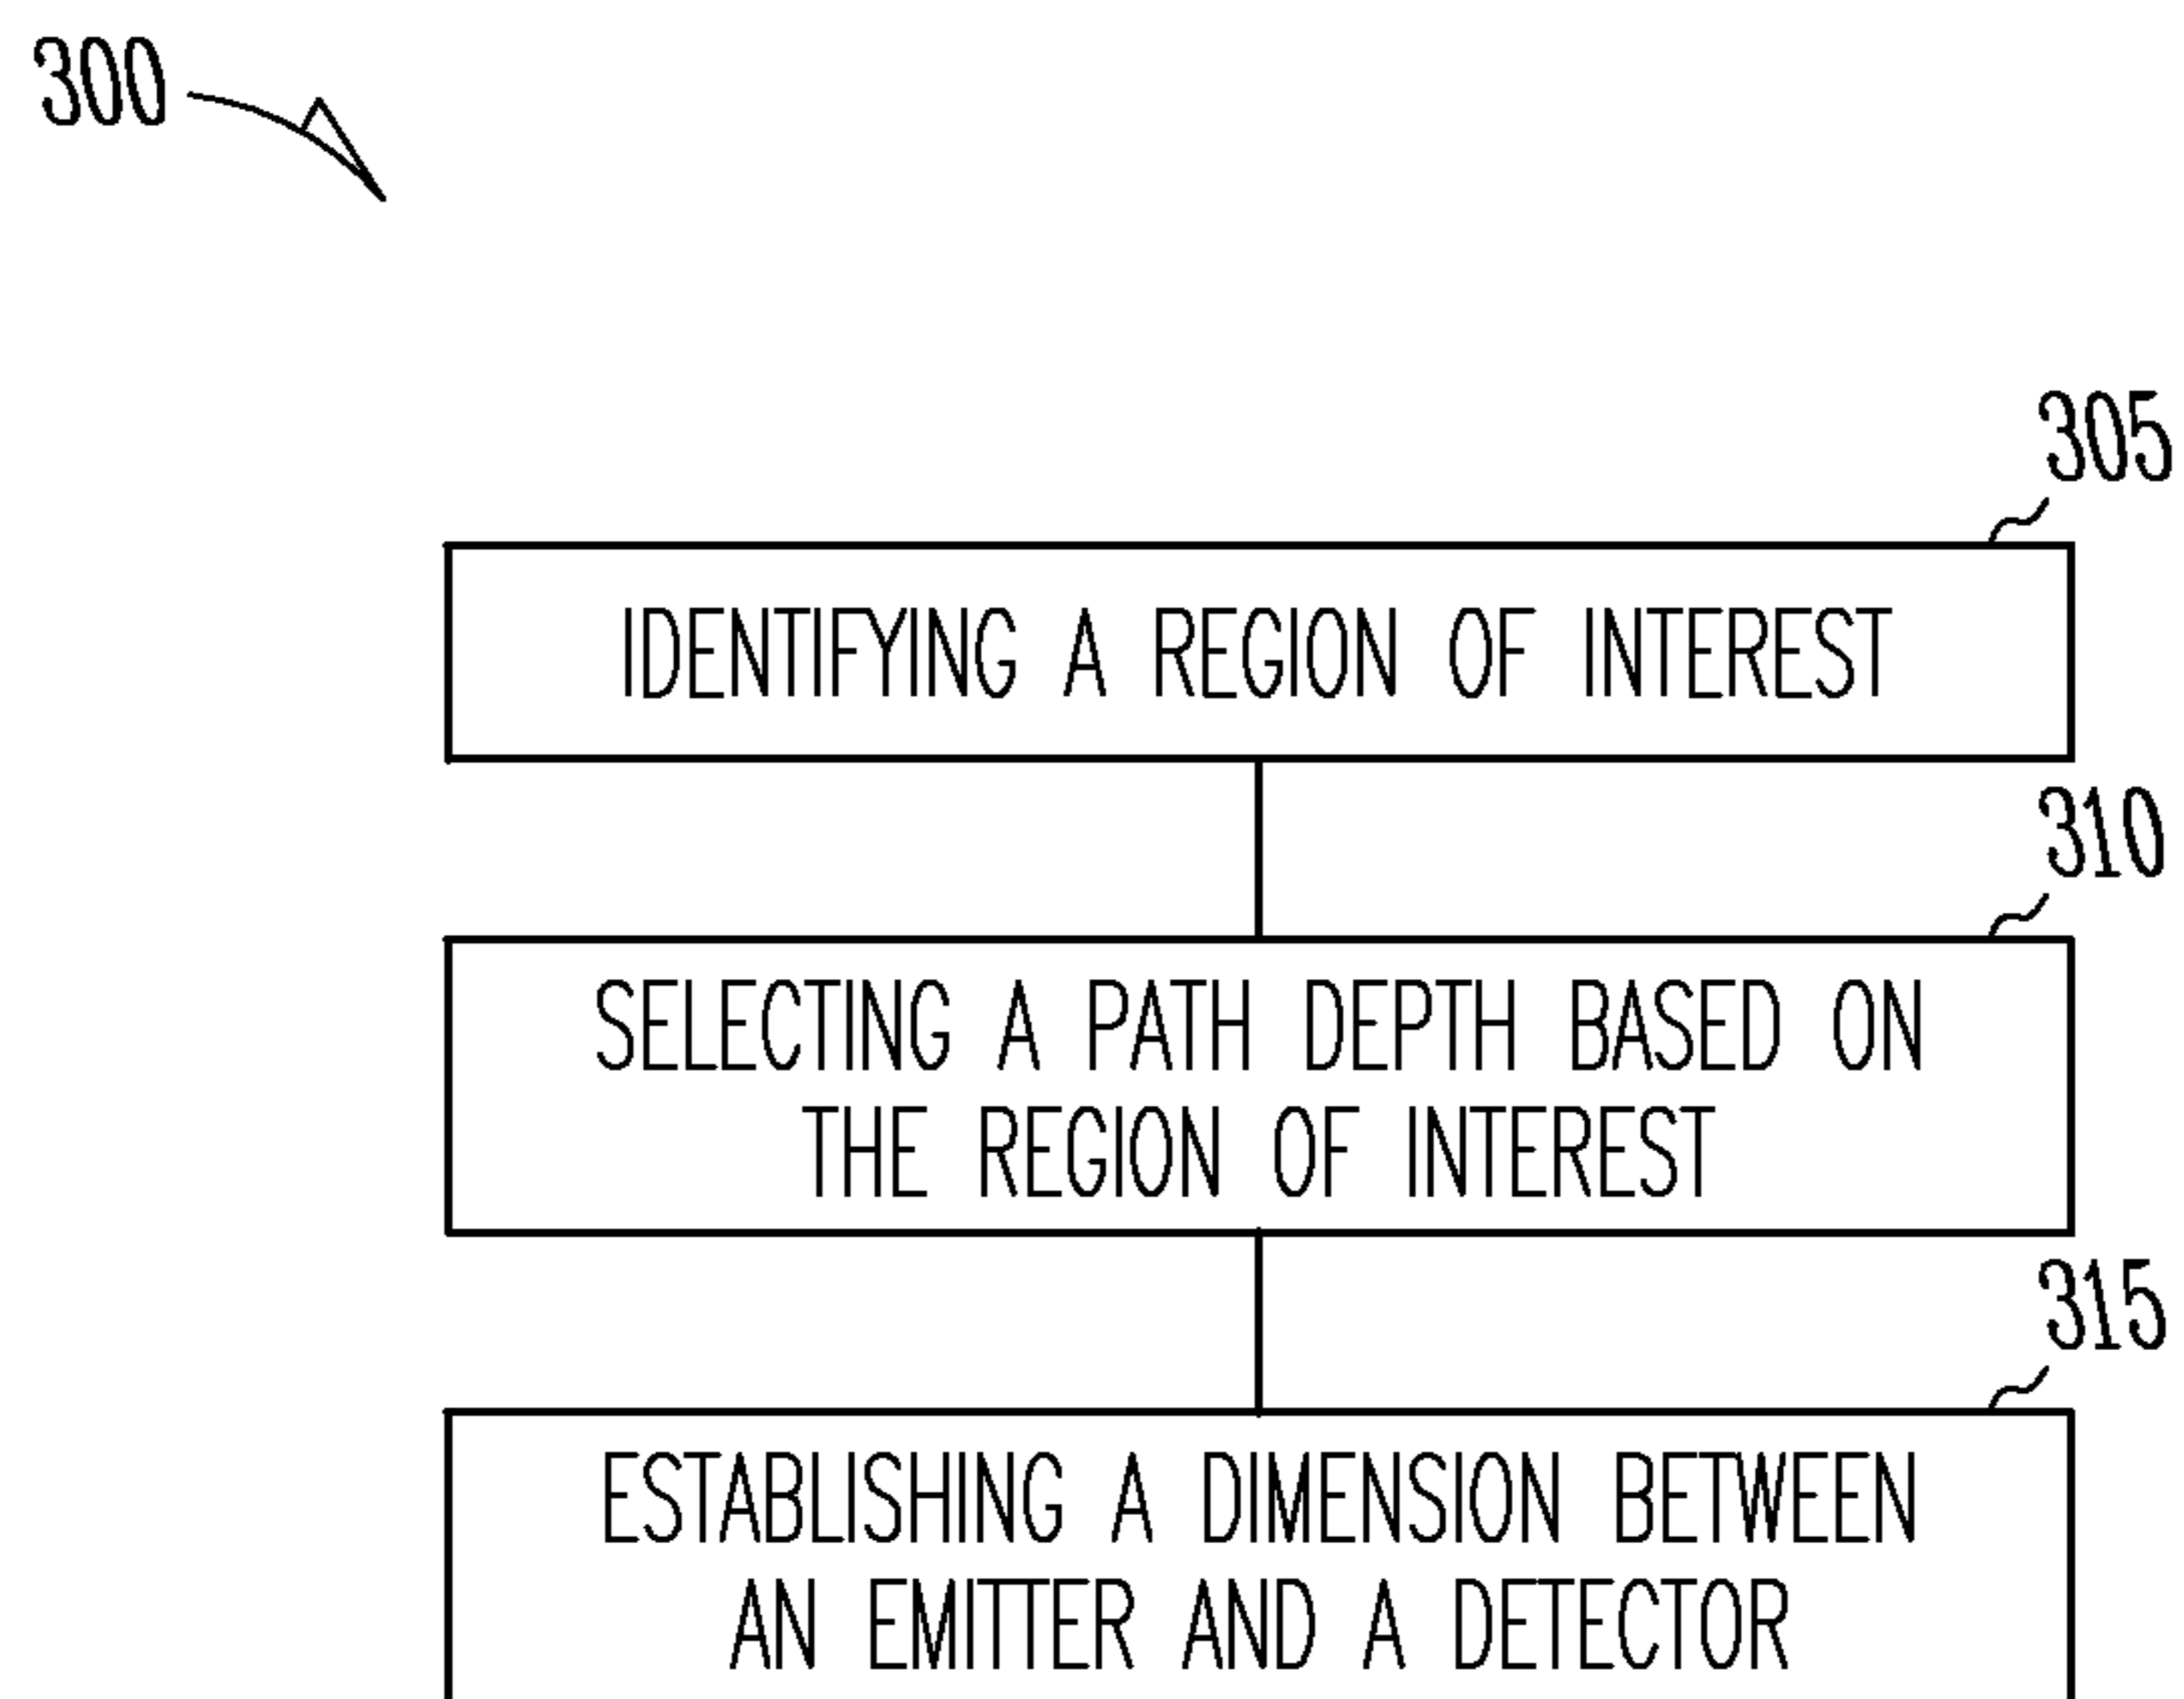 300
305
IDENTIFYING A REGION OF INTEREST
310
SELECTING A PATH DEPTH BASED ON
THE REGION OF INTEREST
315
ESTABLISHING A DIMENSION BETWEEN
AN EMITTER AND A DETECTOR